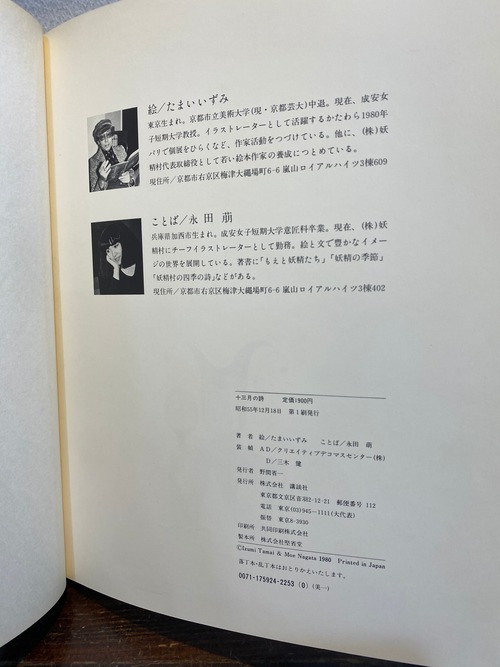 絵／たまいいずみ
東京生まれ。京都市立美術大学(現・京都芸大)中退。現在、成安女
子短期大学教授。イラストレーターとして活躍するかたわら1980年
パリで個展をひらくなど、作家活動をつづけている。他に、(株)妖
精村代表取締役として若い絵本作家の養成につとめている。
現住所／京都市右京区梅津大縄場町6-6 嵐山ロイアルハイツ3棟609
ことば／永田 萠
兵庫県加西市生まれ。成安女子短期大学意匠科卒業。現在、(株)妖
精村にチーフイラストレーターとして勤務。絵と文で豊かなイメー
ジの世界を展開している。著書に「もえと妖精たち」「妖精の季節」
「妖精村の四季の詩」などがある。
現住所／京都市右京区梅津大縄場町6-6 嵐山ロイアルハイツ3棟402
十三月の詩 定価1900円
昭和55年12月18日 第1刷発行
著者 絵／たまいいずみ ことば／永田 萠
装幀 AD／クリエイティブデコマスセンター(株)
D／三木 健
発行者 野間省一
発行所 株式会社 講談社
東京都文京区音羽2-12-21 郵便番号 112
電話 東京(03)945-1111(大代表)
振替 東京8-3930
印刷所 共同印刷株式会社
製本所 株式会社堅省堂
©Izumi Tamai & Moe Nagata 1980 Printed in Japan
落丁本・乱丁本はおとりかえいたします。
0071-175924-2253 (0) (美一)